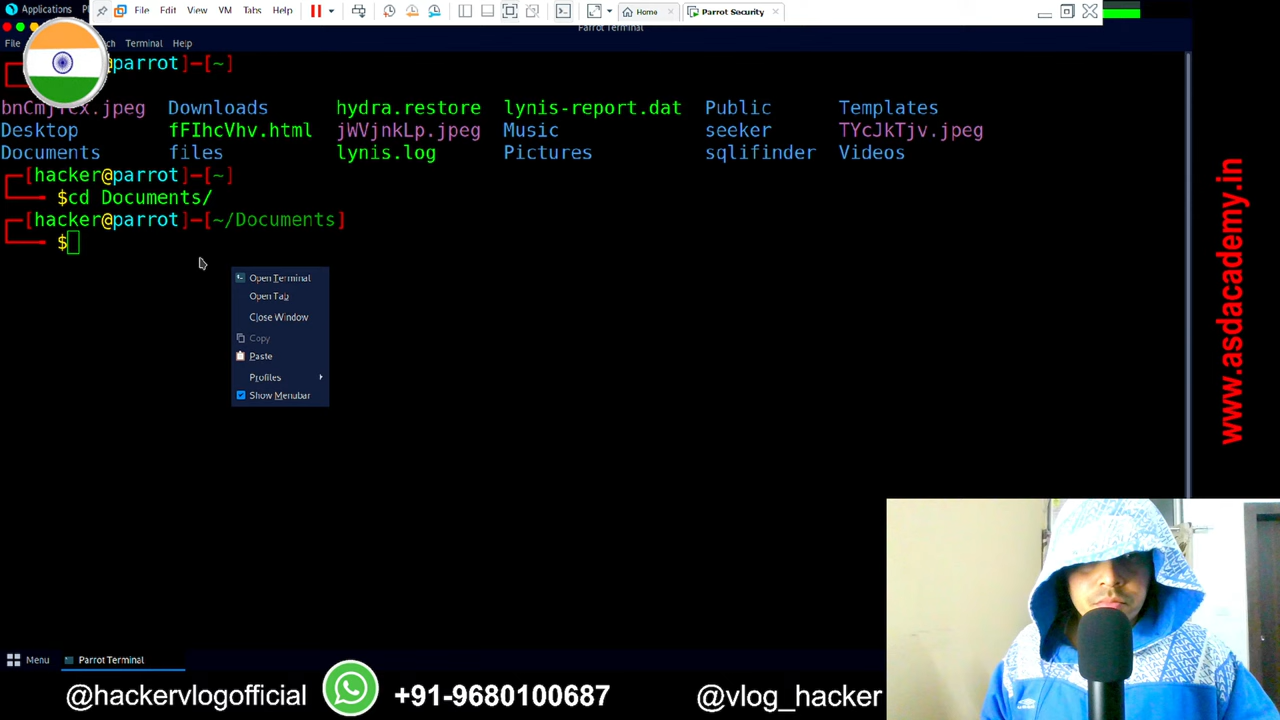 Applications
File Edit View VM Tabs Help
Home
Parrot Security
Parrot Terminal
File
Terminal Help
@parrot]-[~]
Downloads hydra.restore lynis-report.dat Public Templates
Desktop fFIhcVhv.html jWVjnkLp.jpeg Music seeker TYcJkTjv.jpeg
Documents files lynis.log Pictures sqlifinder Videos
[hacker@parrot]-[~]
$cd Documents/
[hacker@parrot]-[~/Documents]
$
Open Terminal
Open Tab
Close Window
Copy
Paste
Profiles
Show Menubar
www.asdacademy.in
Menu
Parrot Terminal
@hackervlogofficial
+91-9680100687
@vlog_hacker